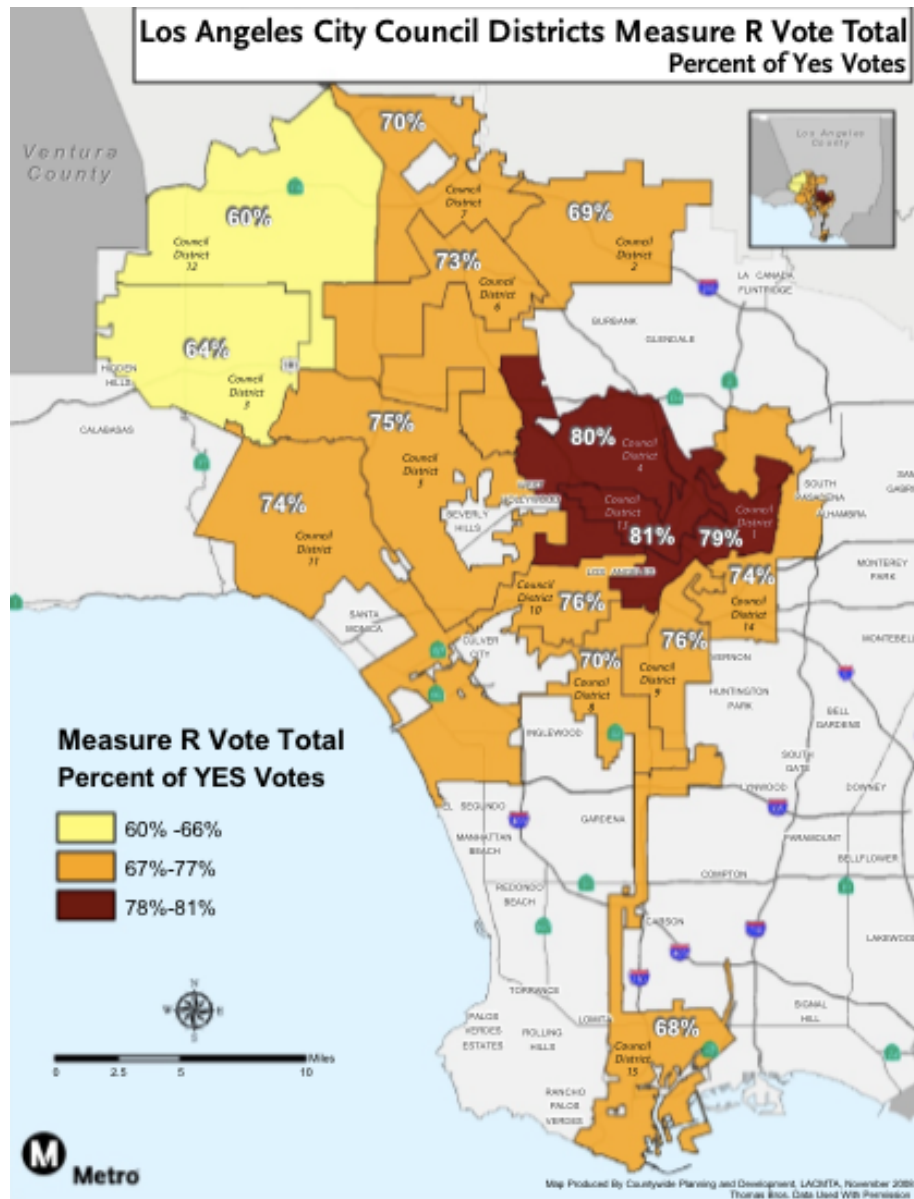 Los Angeles City Council Districts Measure R Vote Total
Percent of Yes Votes
Ventura
County
Los Angeles
County
70%
Council
District
7
60%
Council
District
12
69%
Council
District
2
73%
Council
District
6
LA CANADA
FLINTRIDGE
BURBANK
GLENDALE
64%
Council
District
3
101
HIDDEN
HILLS
CALABASAS
75%
Council
District
5
80%
Council
District
4
WEST
HOLLYWOOD
BEVERLY
HILLS
SOUTH
PASADENA
ALHAMBRA
74%
Council
District
11
Council
District
13
81%
79%
Council
District
1
LOS ANGELES
MONTEREY
PARK
74%
Council
District
14
Council
District
10
76%
SANTA
MONICA
CULVER
CITY
76%
Council
District
9
VERNON
MONTEBELL
70%
Council
District
8
HUNTINGTON
PARK
BELL
GARDENS
INGLEWOOD
SOUTH
GATE
LYNWOOD
DOWNEY
Measure R Vote Total
Percent of YES Votes
60% -66%
67%-77%
78%-81%
EL SEGUNDO
MANHATTAN
BEACH
GARDENA
PARAMOUNT
BELLFLOWER
COMPTON
REDONDO
BEACH
CARSON
LAKEWOO
TORRANCE
SIGNAL
HILL
PALOS
VERDES
ESTATES
ROLLING
HILLS
LOMITA
68%
Council
District
15
RANCHO
PALOS
VERDES
N
W
E
S
Miles
0
2.5
5
10
M
Metro
Map Produced By Countywide Planning and Development, LACMTA, November
Thomas Bros. Data Used With Permission